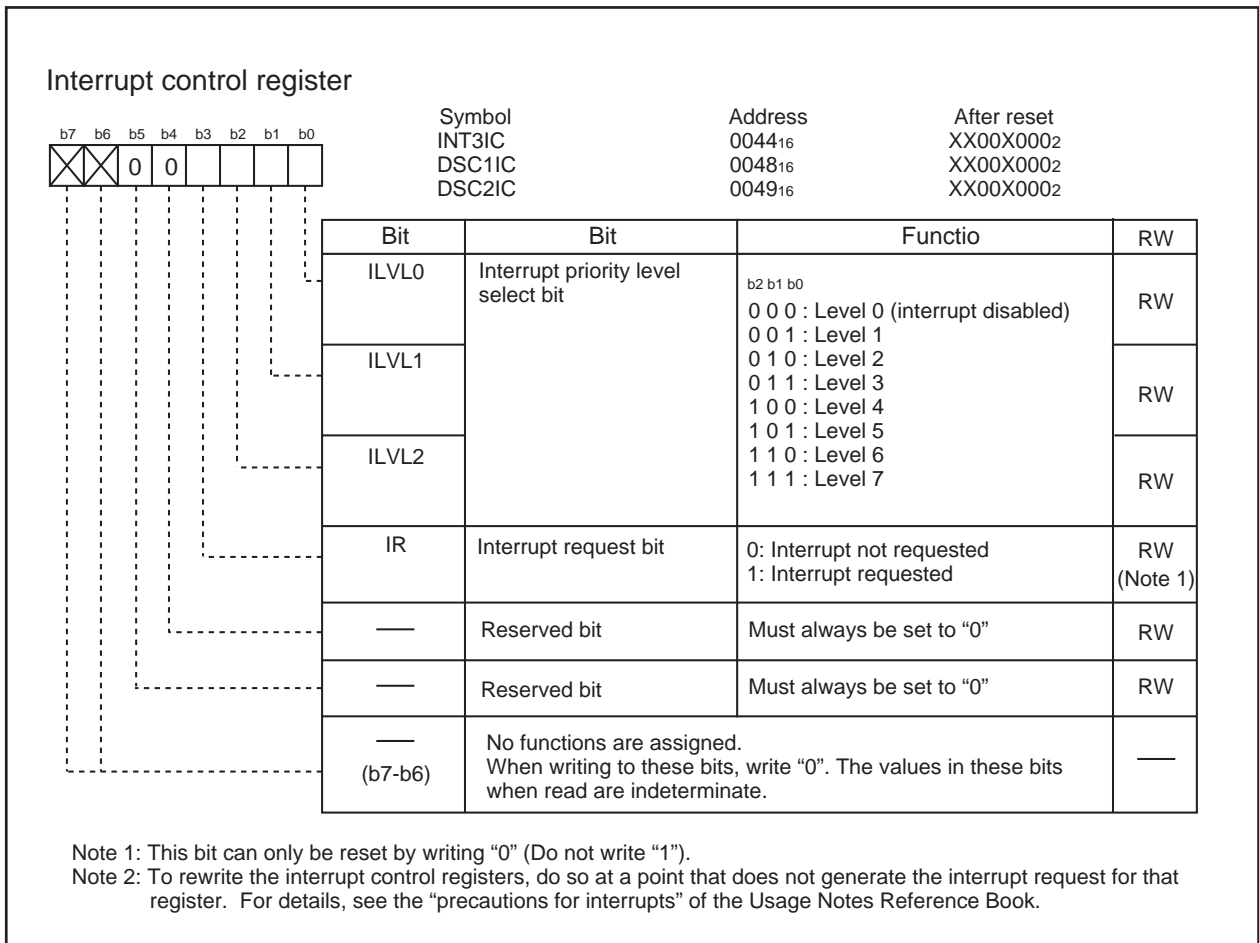 Interrupt control register
Symbol Address After reset
INT3IC 004416 XX00X0002
DSC1IC 004816 XX00X0002
DSC2IC 004916 XX00X0002
b7 b6 b5 b4 b3 b2 b1 b0
0 0
Bit Bit Functio RW
ILVL0 Interrupt priority level
select bit
b2 b1 b0
0 0 0 : Level 0 (interrupt disabled)
0 0 1 : Level 1
0 1 0 : Level 2
0 1 1 : Level 3
1 0 0 : Level 4
1 0 1 : Level 5
1 1 0 : Level 6
1 1 1 : Level 7
RW
ILVL1
RW
ILVL2
RW
IR Interrupt request bit 0: Interrupt not requested
1: Interrupt requested
RW
(Note 1)
— Reserved bit Must always be set to “0” RW
— Reserved bit Must always be set to “0” RW
—
(b7-b6)
No functions are assigned.
When writing to these bits, write “0”. The values in these bits
when read are indeterminate.
—
Note 1: This bit can only be reset by writing “0” (Do not write “1”).
Note 2: To rewrite the interrupt control registers, do so at a point that does not generate the interrupt request for that
register. For details, see the “precautions for interrupts” of the Usage Notes Reference Book.